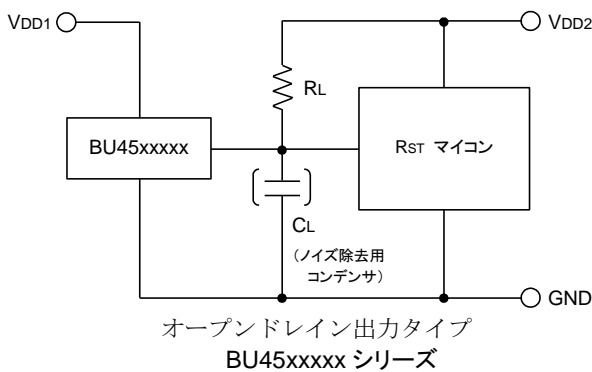 VDD1
VDD2
RL
BU45xxxxx
RST マイコン
CL
(ノイズ除去用
コンデンサ)
GND
オープンドレイン出力タイプ
BU45xxxxx シリーズ